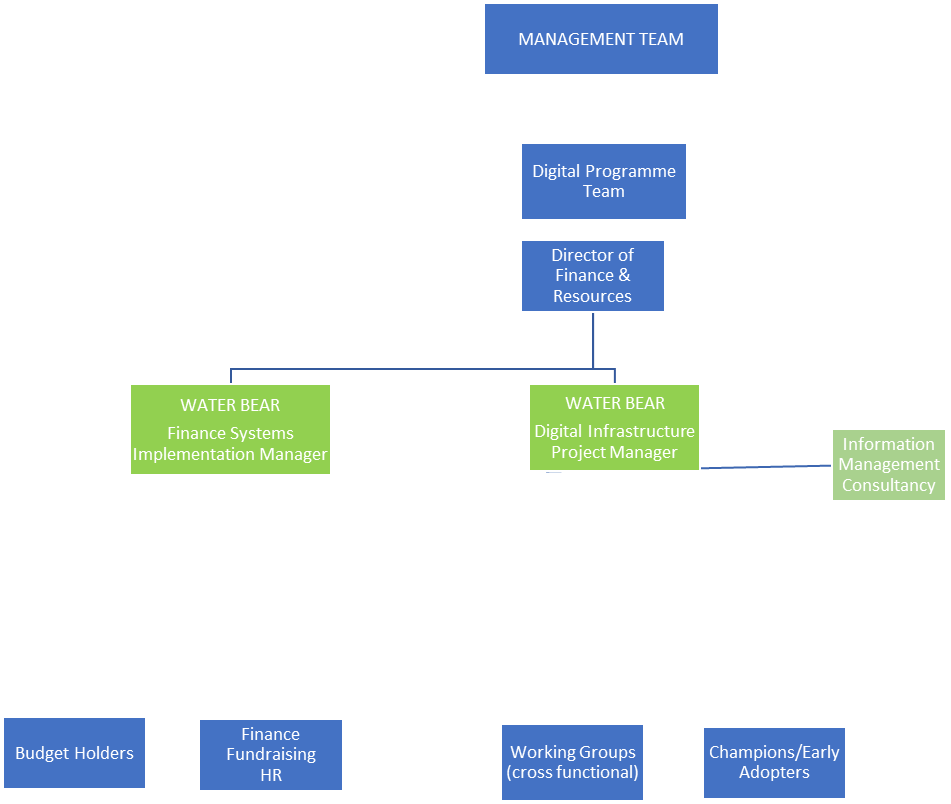 MANAGEMENT TEAM
Digital Programme
Team
Director of
Finance &
Resources
WATER BEAR
Finance Systems
Implementation Manager
WATER BEAR
Digital Infrastructure
Project Manager
Information
Management
Consultancy
Budget Holders
Finance
Fundraising
HR
Working Groups
(cross functional)
Champions/Early
Adopters